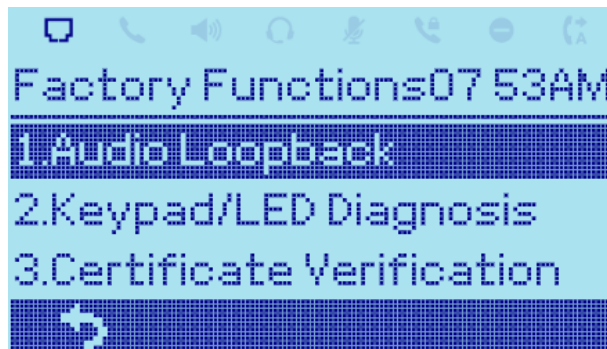 Factory Functions07 53AM
1.Audio Loopback
2.Keypad/LED Diagnosis
3.Certificate Verification